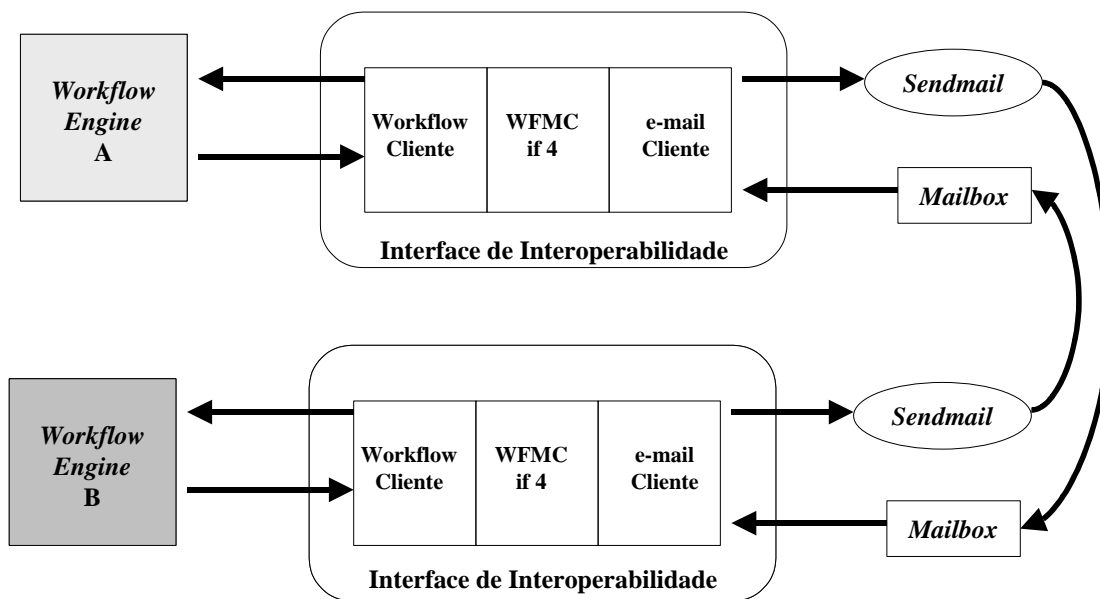 Workflow
Engine
A
Workflow
Cliente
WFMC
if 4
e-mail
Cliente
Interface de Interoperabilidade
Sendmail
Mailbox
Workflow
Engine
B
Workflow
Cliente
WFMC
if 4
e-mail
Cliente
Interface de Interoperabilidade
Sendmail
Mailbox